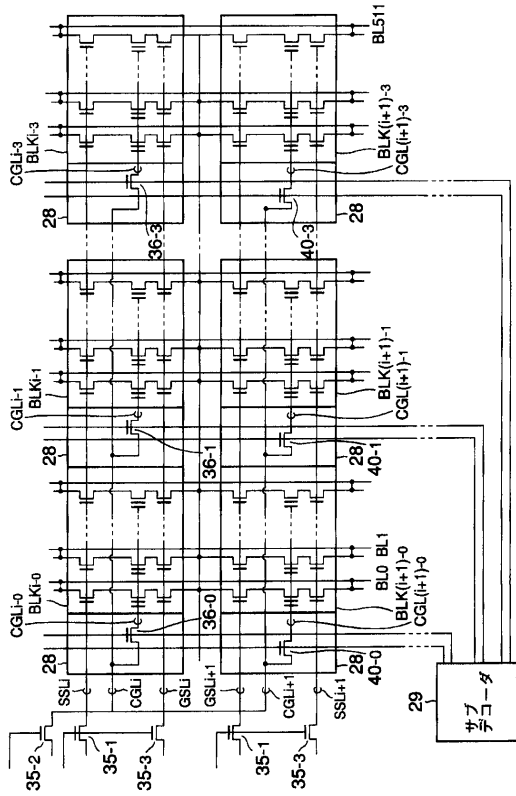 CGLi-0
BLKi-0
CGLi-1
BLKi-1
CGLi-3
BLKi-3
28
28
28
36-0
36-1
36-3
SSLi
CGLi
GSLi
GSLi+1
CGLi+1
SSLi+1
35-2
35-1
35-3
35-1
35-3
28
28
28
40-0
40-1
40-3
BL0
BL1
BL511
BLK(i+1)-0
CGL(i+1)-0
BLK(i+1)-1
CGL(i+1)-1
BLK(i+1)-3
CGL(i+1)-3
29
サブ
デコーダ